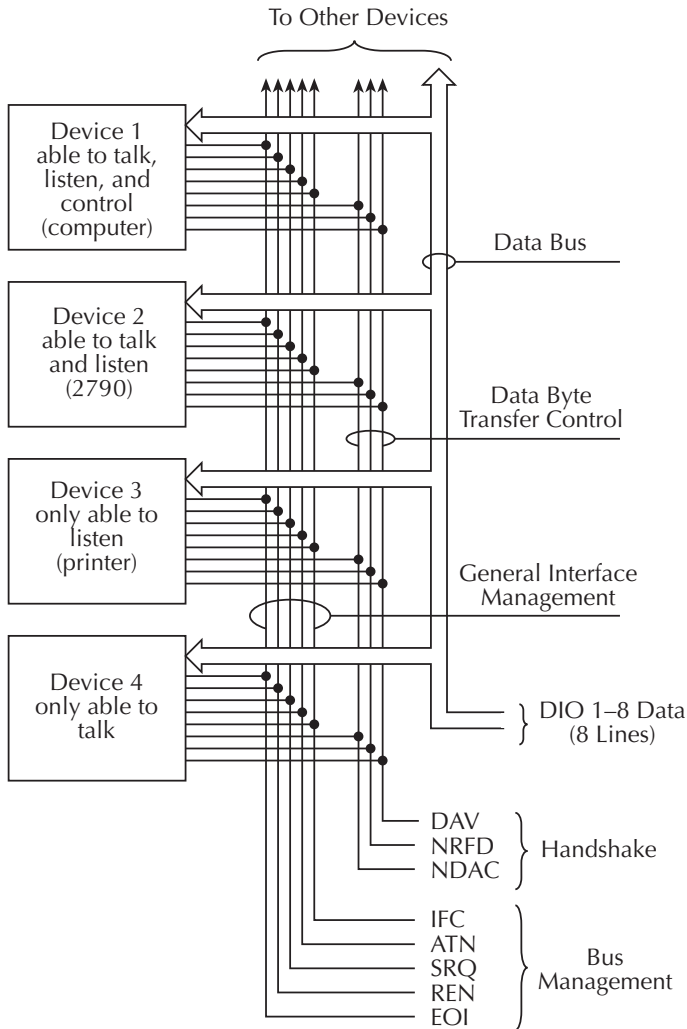 To Other Devices
Device 1
able to talk,
listen, and
control
(computer)
Data Bus
Device 2
able to talk
and listen
(2790)
Data Byte
Transfer Control
Device 3
only able to
listen
(printer)
General Interface
Management
Device 4
only able to
talk
DIO 1–8 Data
(8 Lines)
DAV
NRFD
NDAC
Handshake
IFC
ATN
SRQ
REN
EOI
Bus
Management